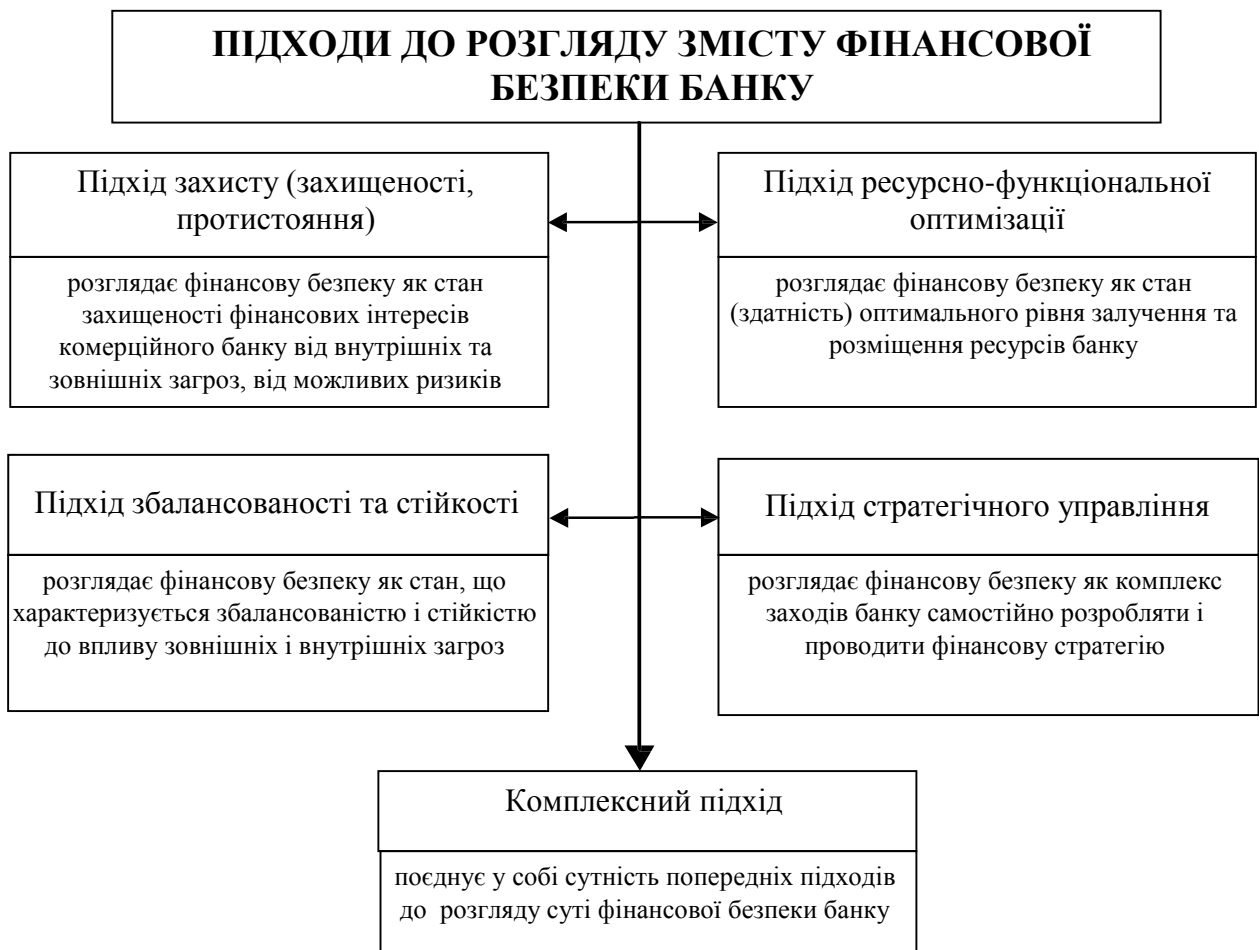 ПІДХОДИ ДО РОЗГЛЯДУ ЗМІСТУ ФІНАНСОВОЇ
БЕЗПЕКИ БАНКУ
Підхід захисту (захищеності,
протистояння)
розглядає фінансову безпеку як стан
захищеності фінансових інтересів
комерційного банку від внутрішніх та
зовнішніх загроз, від можливих ризиків
Підхід ресурсно-функціональної
оптимізації
розглядає фінансову безпеку як стан
(здатність) оптимального рівня залучення та
розміщення ресурсів банку
Підхід збалансованості та стійкості
розглядає фінансову безпеку як стан, що
характеризується збалансованістю і стійкістю
до впливу зовнішніх і внутрішніх загроз
Підхід стратегічного управління
розглядає фінансову безпеку як комплекс
заходів банку самостійно розробляти і
проводити фінансову стратегію
Комплексний підхід
поєднує у собі сутність попередніх підходів
до розгляду суті фінансової безпеки банку